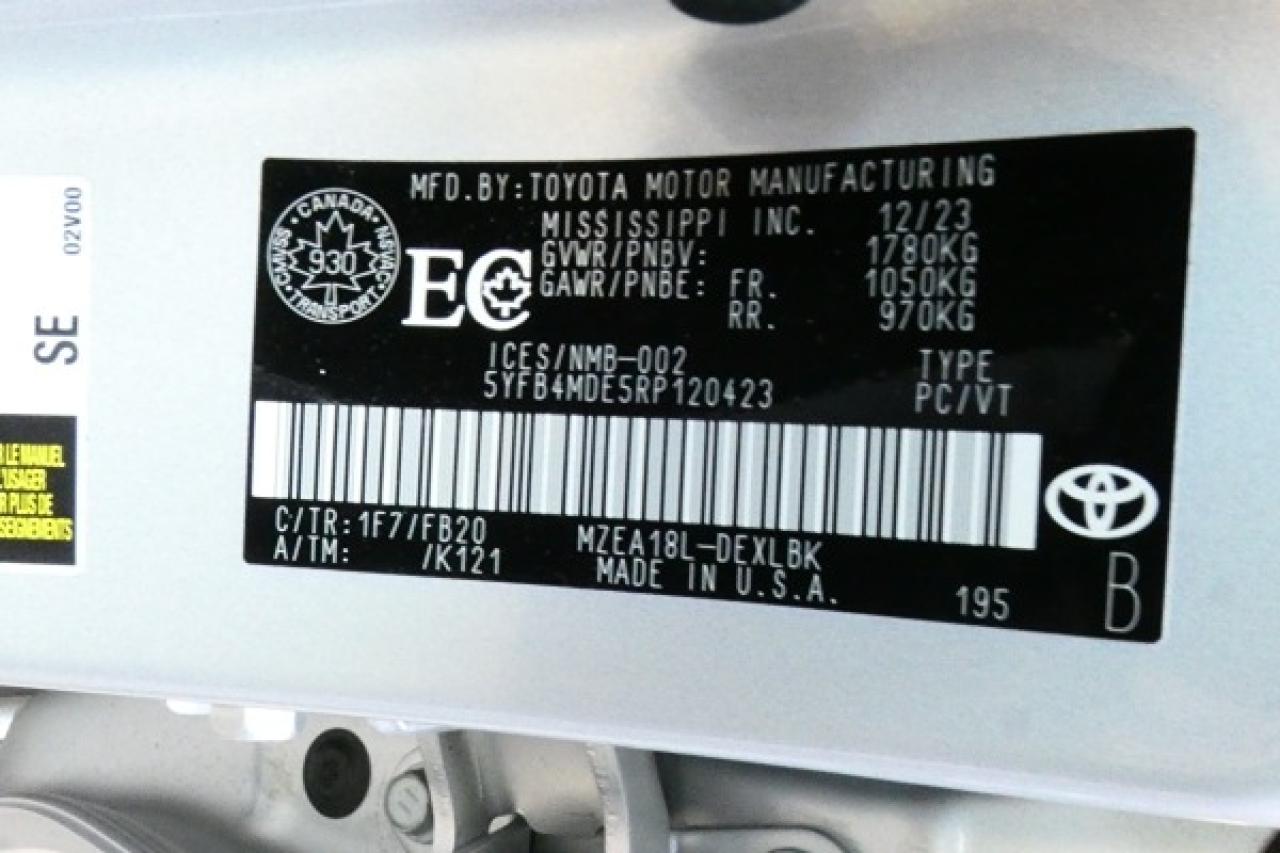 MFD.BY:TOYOTA MOTOR MANUFACTURING
MISSISSIPPI INC. 12/23
GVWR/PNBV: 1780KG
GAWR/PNBE: FR. 1050KG
RR. 970KG
CANADA
CMVSS
930
NSVAC
TRANSPORT
EC
ICES/NMB-002
TYPE
5YFB4MDE5RP120423
PC/VT
C/TR:1F7/FB20
MZEA18L-DEXLBK
A/TM: /K121
MADE IN U.S.A.
195
B
SE
02V00
LE MANUEL
L'USAGER
PLUS DE